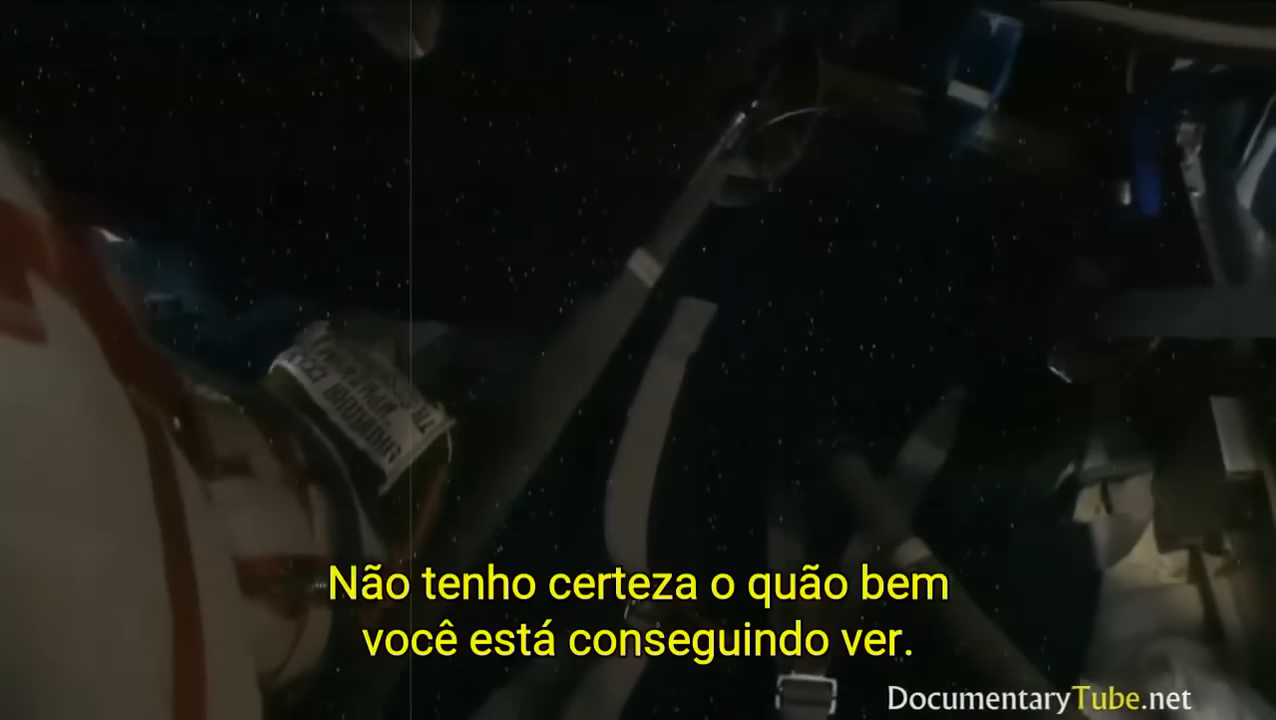 Não tenho certeza o quão bem
você está conseguindo ver.
DocumentaryTube.net